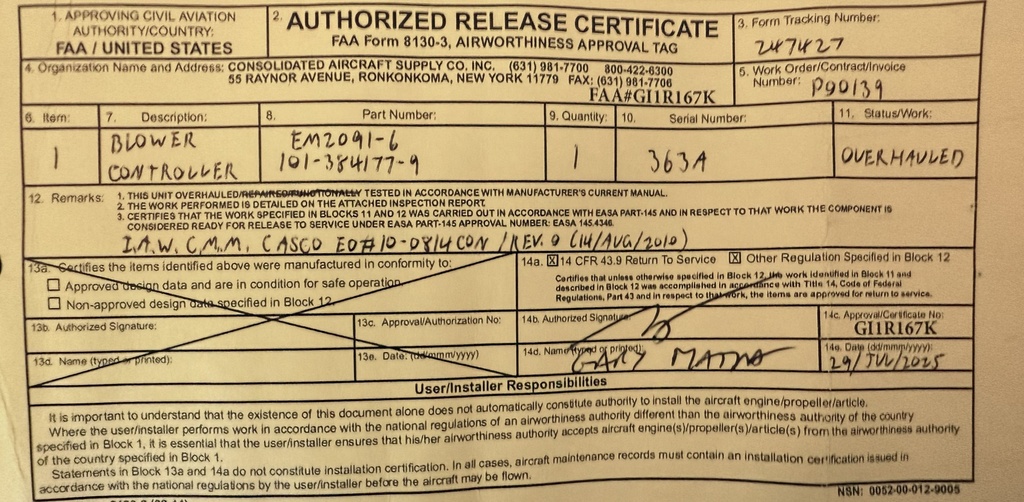 1. APPROVING CIVIL AVIATION
AUTHORITY/COUNTRY:
FAA / UNITED STATES
2. AUTHORIZED RELEASE CERTIFICATE
FAA Form 8130-3, AIRWORTHINESS APPROVAL TAG
3. Form Tracking Number:
247427
4. Organization Name and Address: CONSOLIDATED AIRCRAFT SUPPLY CO. INC. (631) 981-7700 800-422-6300
55 RAYNOR AVENUE, RONKONKOMA, NEW YORK 11779 FAX: (631) 981-7706
FAA#GI1R167K
5. Work Order/Contract/Invoice
Number: P90139
6. Item: 7. Description: 8. Part Number: 9. Quantity: 10. Serial Number: 11. Status/Work:
1 BLOWER CONTROLLER EM2091-6 101-384177-9 1 363A OVERHAULED
12. Remarks: 1. THIS UNIT OVERHAULED/REPAIRED/FUNCTIONALLY TESTED IN ACCORDANCE WITH MANUFACTURER'S CURRENT MANUAL.
2. THE WORK PERFORMED IS DETAILED ON THE ATTACHED INSPECTION REPORT.
3. CERTIFIES THAT THE WORK SPECIFIED IN BLOCKS 11 AND 12 WAS CARRIED OUT IN ACCORDANCE WITH EASA PART-145 AND IN RESPECT TO THAT WORK THE COMPONENT IS
CONSIDERED READY FOR RELEASE TO SERVICE UNDER EASA PART-145 APPROVAL NUMBER: EASA 145.4346.
I.A.W. C.M.M. CASCO EO#10-0814CON / REV. 0 (14/AUG/2010)
13a. Certifies the items identified above were manufactured in conformity to:
Approved design data and are in condition for safe operation.
Non-approved design data specified in Block 12.
14a. ☒ 14 CFR 43.9 Return To Service ☒ Other Regulation Specified in Block 12
Certifies that unless otherwise specified in Block 12, the work identified in Block 11 and
described in Block 12 was accomplished in accordance with Title 14, Code of Federal
Regulations, Part 43 and in respect to that work, the items are approved for return to service.
13b. Authorized Signature:
13c. Approval/Authorization No:
14b. Authorized Signature:
14c. Approval/Certificate No:
GI1R167K
13d. Name (typed or printed):
13e. Date: (dd/mmm/yyyy)
14d. Name (typed or printed):
GARY
14e. Date (dd/mmm/yyyy):
29/JUL/2025
User/Installer Responsibilities
It is important to understand that the existence of this document alone does not automatically constitute authority to install the aircraft engine/propeller/article.
Where the user/installer performs work in accordance with the national regulations of an airworthiness authority different than the airworthiness authority of the country
specified in Block 1, it is essential that the user/installer ensures that his/her airworthiness authority accepts aircraft engine(s)/propeller(s)/article(s) from the airworthiness authority
of the country specified in Block 1.
Statements in Block 13a and 14a do not constitute installation certification. In all cases, aircraft maintenance records must contain an installation certification issued in
accordance with the national regulations by the user/installer before the aircraft may be flown.
NSN: 0052-00-012-9005